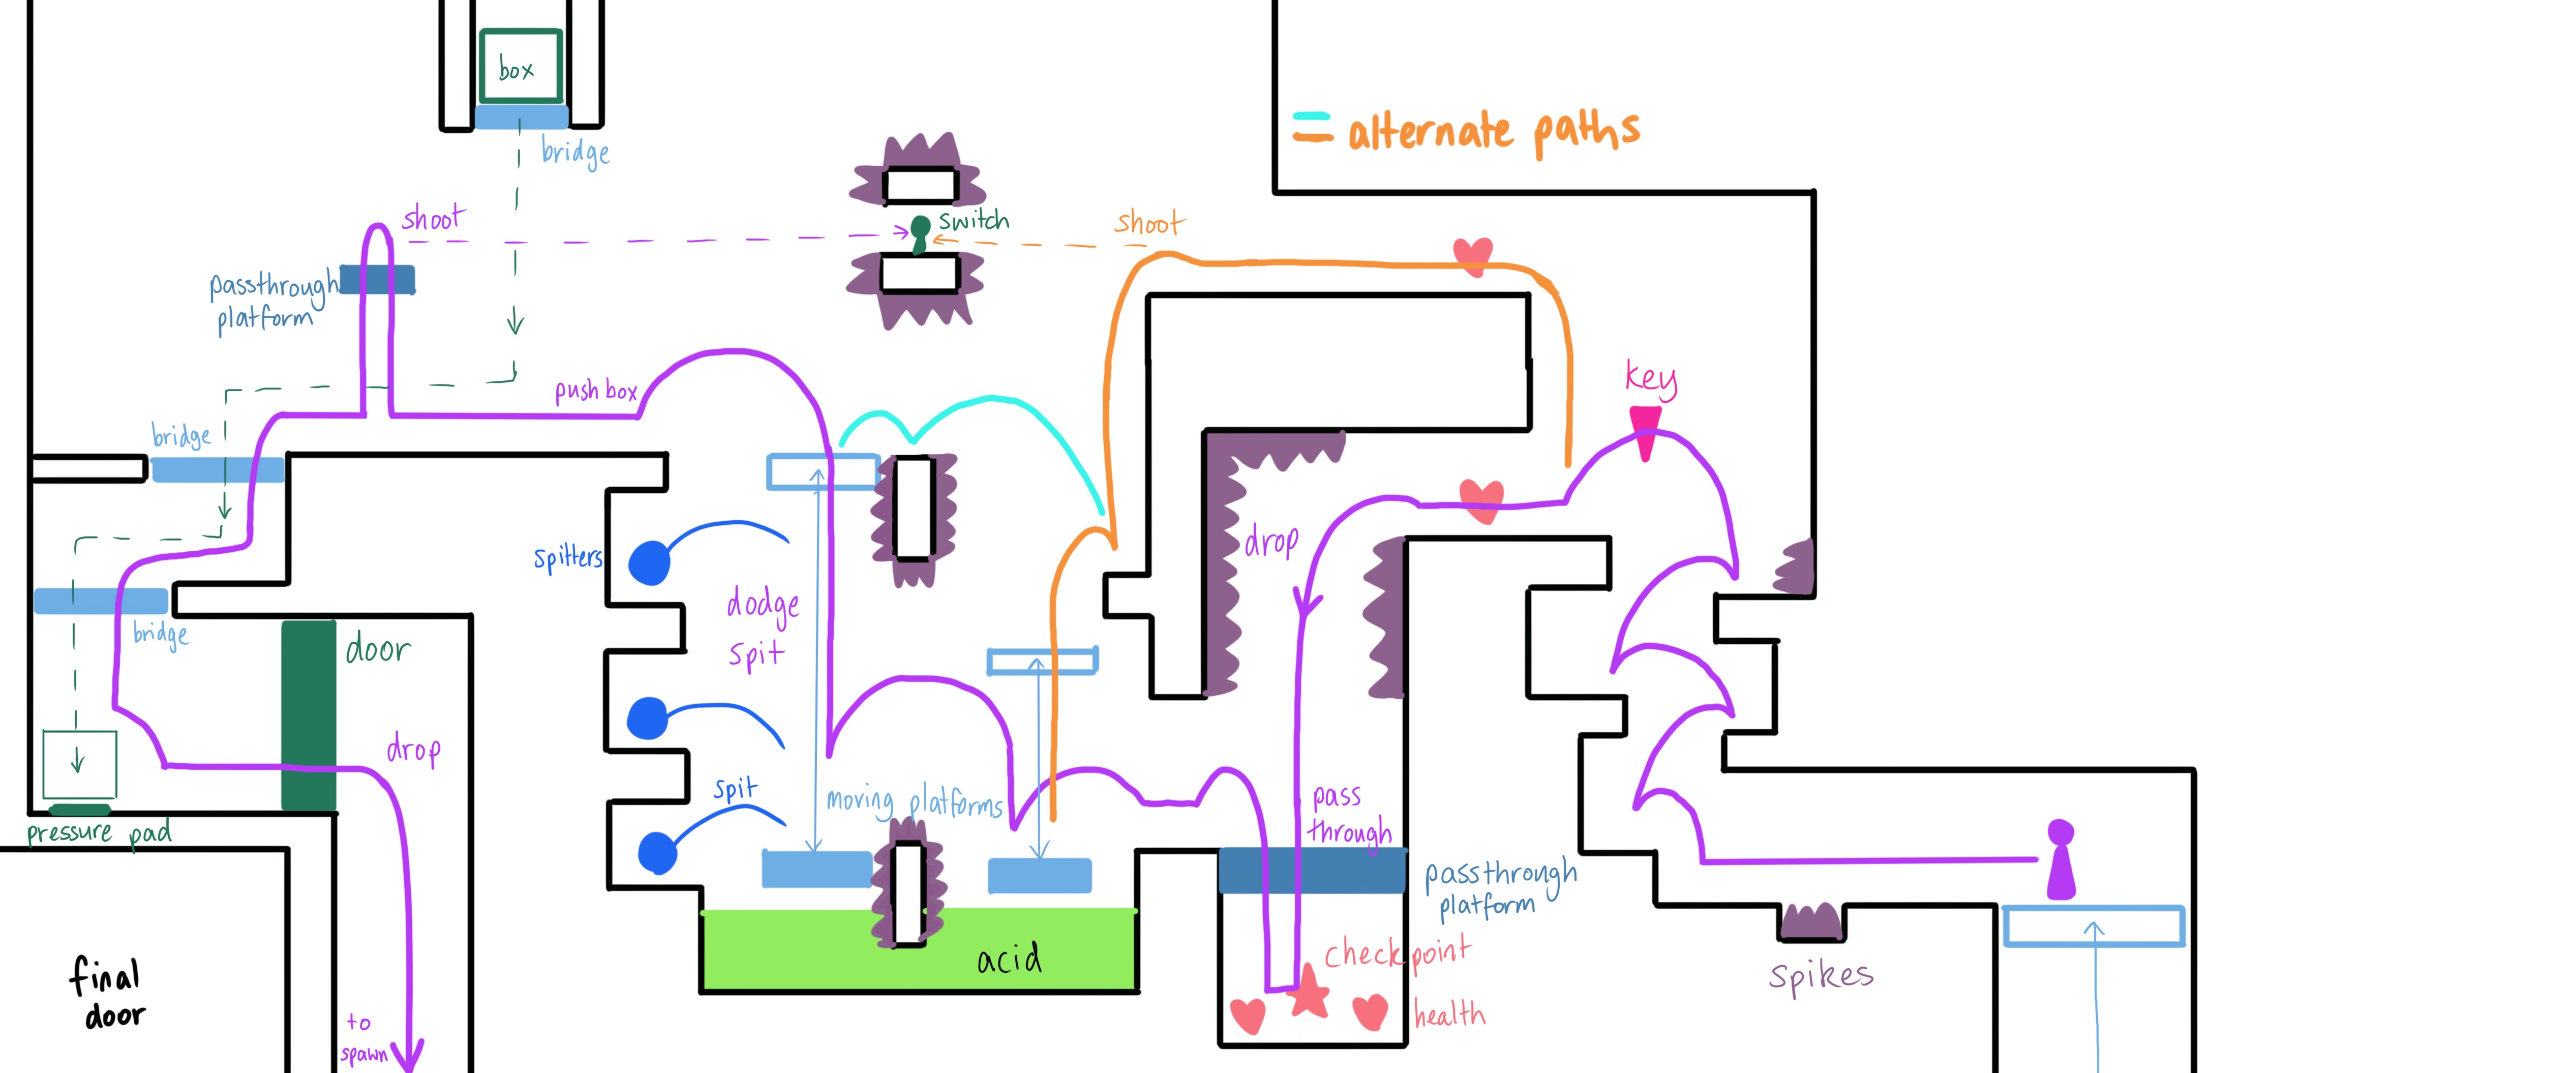 box
bridge
alternate paths
shoot
switch
shoot
passthrough
platform
key
push box
bridge
drop
spitters
dodge
spit
bridge
door
drop
spit
moving platforms
pass
through
pressure pad
passthrough
platform
acid
checkpoint
health
spikes
final
door
to
spawn